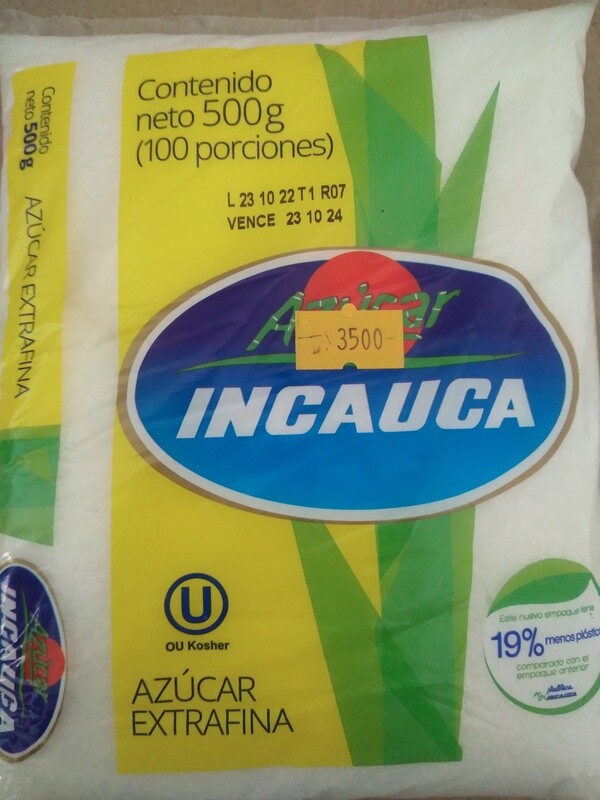 Contenido
neto 500g
(100 porciones)
L 23 10 22 T1 R07
VENCE 23 10 24
Azúcar
3500
INCAUCA
U
OU Kosher
AZÚCAR
EXTRAFINA
Contenido
neto 500g
AZÚCAR EXTRAFINA
Azúcar
INCAUCA
Este nuevo empaque tiene
19% menos plástico
comparado con el
empaque anterior
INCAUCA